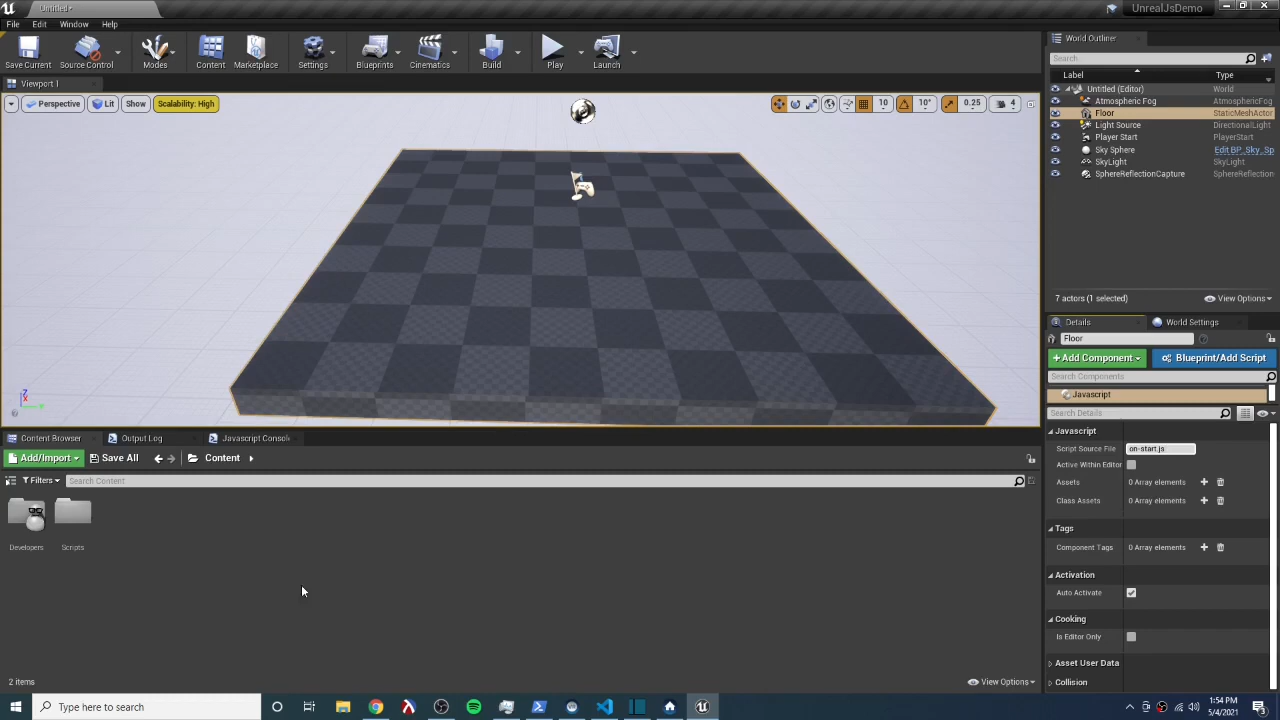 Untitled*
UnrealJsDemo
File Edit Window Help
Save Current Source Control Modes Content Marketplace Settings Blueprints Cinematics Build Play Launch
Viewport 1
Perspective Lit Show Scalability: High
10 10° 0.25 4
World Outliner
Search...
Label Type
Untitled (Editor) World
Atmospheric Fog AtmosphericFog
Floor StaticMeshActor
Light Source DirectionalLight
Player Start PlayerStart
Sky Sphere Edit BP_Sky_Sp
SkyLight SkyLight
SphereReflectionCapture SphereReflection
7 actors (1 selected) View Options
Details World Settings
Floor
+ Add Component Blueprint/Add Script
Search Components
Javascript
Search Details
Javascript
Script Source File on-start.js
Active Within Editor
Assets 0 Array elements
Class Assets 0 Array elements
Tags
Component Tags 0 Array elements
Activation
Auto Activate
Cooking
Is Editor Only
Asset User Data
Collision
Z
X
Y
Content Browser Output Log Javascript Consol
Add/Import Save All Content
Filters Search Content
Developers Scripts
2 items View Options
Type here to search
1:54 PM
5/4/2021